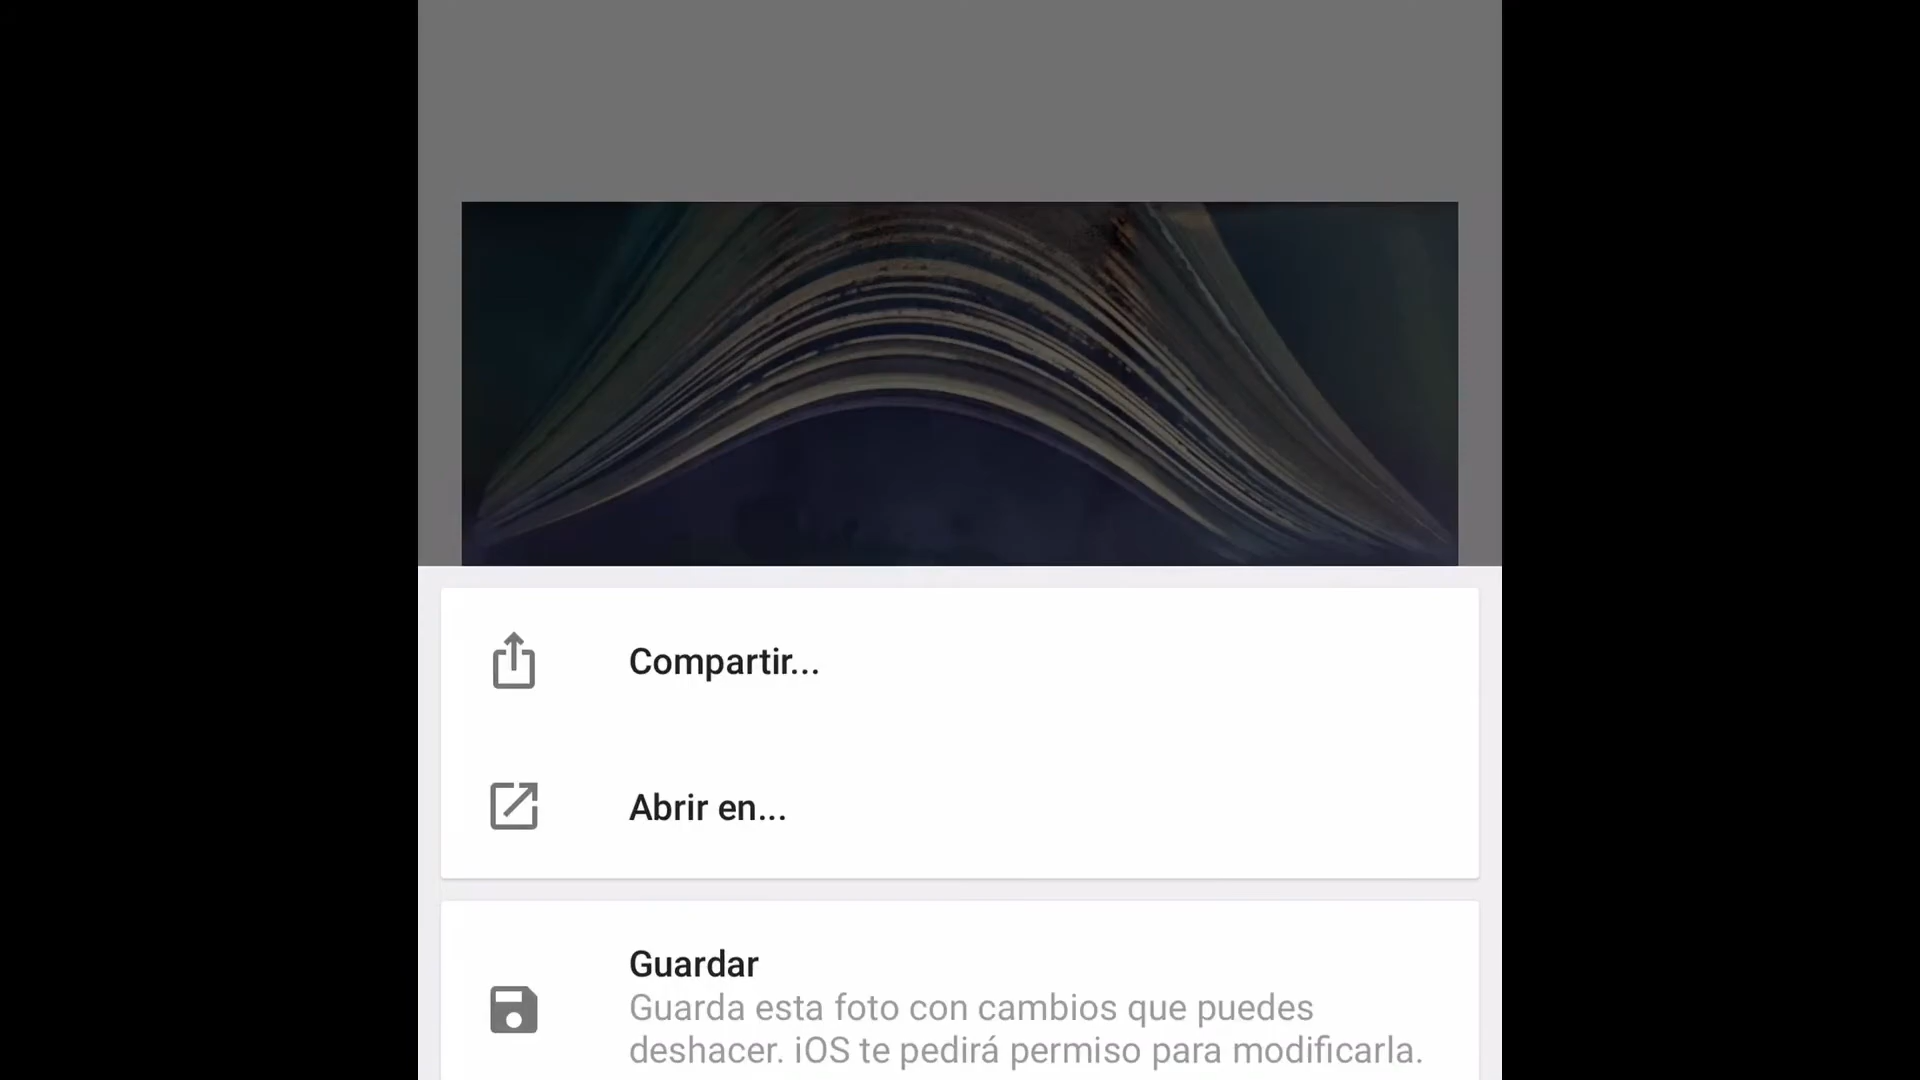 Compartir...
Abrir en...
Guardar
Guarda esta foto con cambios que puedes
deshacer. iOS te pedirá permiso para modificarla.